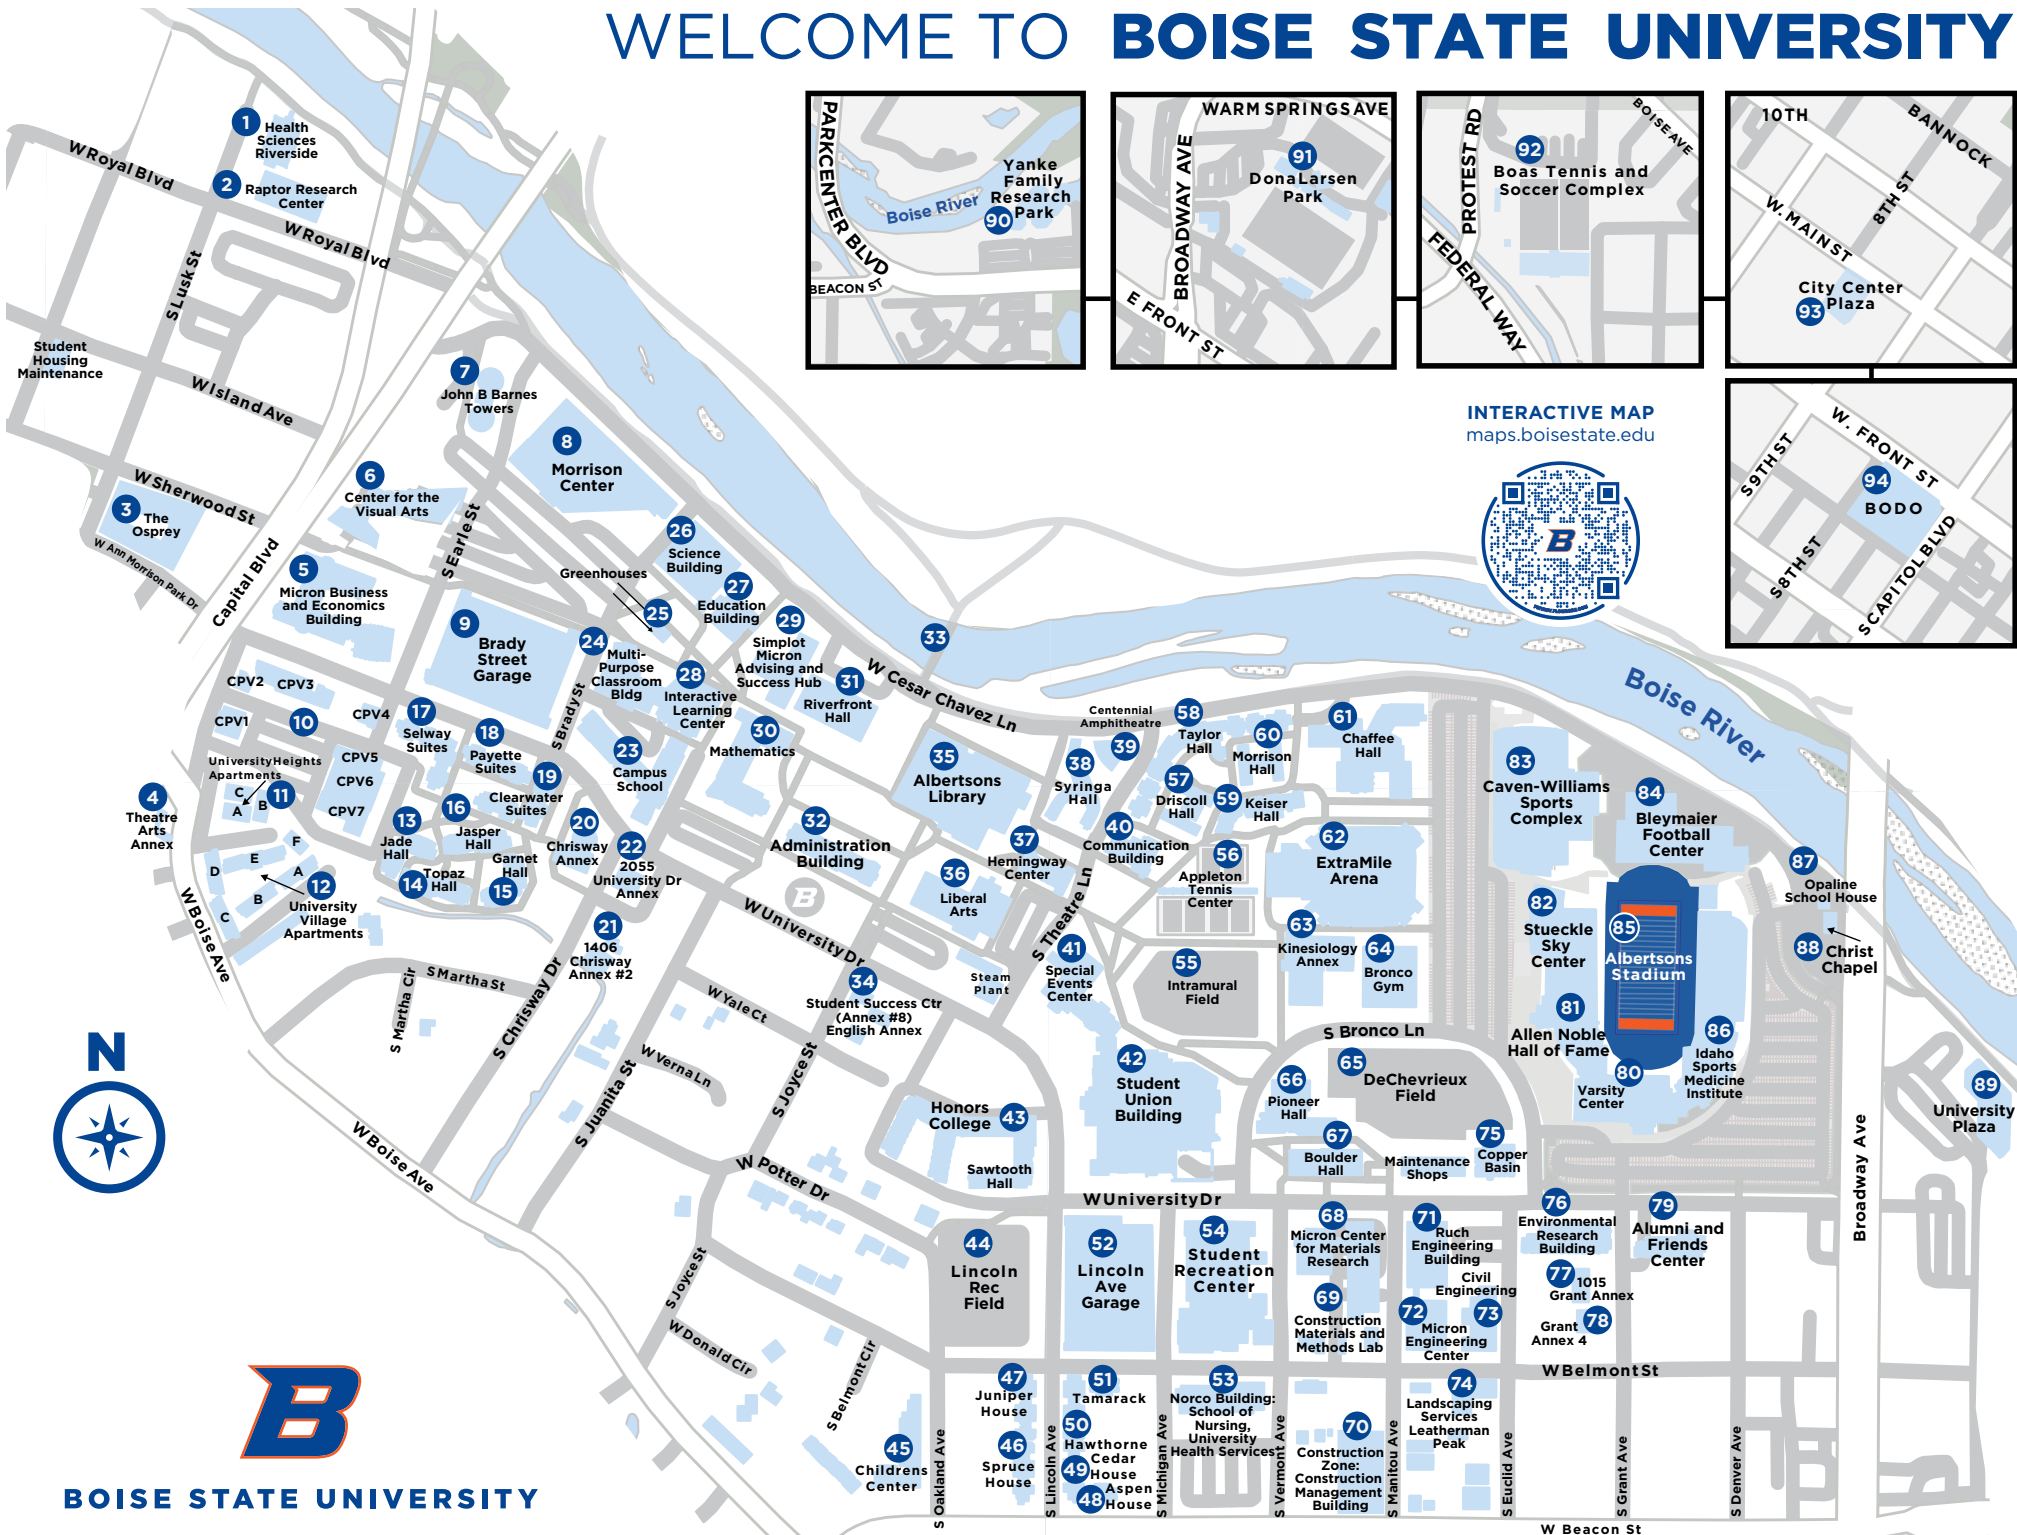 WELCOME TO BOISE STATE UNIVERSITY
PARKCENTER BLVD
BEACON ST
Boise River
Yanke
Family
Research
Park
90
WARM SPRINGS AVE
BROADWAY AVE
E FRONT ST
91
Dona Larsen
Park
PROTEST RD
BOISE AVE
FEDERAL WAY
92
Boas Tennis and
Soccer Complex
10TH
BANNOCK
8TH ST
W. MAIN ST
City Center
Plaza
93
W. FRONT ST
S 9TH ST
S 8TH ST
S CAPITOL BLVD
94
BODO
INTERACTIVE MAP
maps.boisestate.edu
B
1
Health
Sciences
Riverside
2
Raptor Research
Center
W Royal Blvd
W Royal Blvd
S Lusk St
Student
Housing
Maintenance
W Island Ave
W Sherwood St
3
The
Osprey
W Ann Morrison Park Dr
Capital Blvd
7
John B Barnes
Towers
8
Morrison
Center
6
Center for the
Visual Arts
S Earle St
5
Micron Business
and Economics
Building
9
Brady
Street
Garage
Greenhouses
25
26
Science
Building
27
Education
Building
24
Multi-
Purpose
Classroom
Bldg
28
Interactive
Learning
Center
29
Simplot
Micron
Advising and
Success Hub
31
Riverfront
Hall
33
W Cesar Chavez Ln
Boise River
CPV2
CPV3
CPV1
10
CPV4
CPV5
CPV6
CPV7
University Heights
Apartments
C
A
B
11
17
Selway
Suites
18
Payette
Suites
19
Clearwater
Suites
S Brady St
23
Campus
School
30
Mathematics
4
Theatre
Arts
Annex
13
Jade
Hall
16
Jasper
Hall
14
Topaz
Hall
Garnet
Hall
15
20
Chrisway
Annex
22
2055
University Dr
Annex
F
E
D
A
B
C
12
University
Village
Apartments
W Boise Ave
21
1406
Chrisway
Annex #2
S Martha St
S Martha Cir
S Chrisway Dr
32
Administration
Building
B
W University Dr
35
Albertsons
Library
36
Liberal
Arts
37
Hemingway
Center
38
Syringa
Hall
Centennial
Amphitheatre
39
40
Communication
Building
S Theatre Ln
41
Special
Events
Center
Steam
Plant
34
Student Success Ctr
(Annex #8)
English Annex
W Yale Ct
W Verna Ln
S Juanita St
S Joyce St
58
Taylor
Hall
57
Driscoll
Hall
60
Morrison
Hall
59
Keiser
Hall
61
Chaffee
Hall
56
Appleton
Tennis
Center
62
ExtraMile
Arena
63
Kinesiology
Annex
64
Bronco
Gym
55
Intramural
Field
S Bronco Ln
65
DeChevrieux
Field
66
Pioneer
Hall
67
Boulder
Hall
Maintenance
Shops
75
Copper
Basin
83
Caven-Williams
Sports
Complex
84
Bleymaier
Football
Center
82
Stueckle
Sky
Center
85
Albertsons
Stadium
81
Allen Noble
Hall of Fame
80
Varsity
Center
86
Idaho
Sports
Medicine
Institute
87
Opaline
School House
88
Christ
Chapel
89
University
Plaza
Broadway Ave
42
Student
Union
Building
Honors
College
43
Sawtooth
Hall
N
W Boise Ave
W Potter Dr
W University Dr
44
Lincoln
Rec
Field
52
Lincoln
Ave
Garage
54
Student
Recreation
Center
68
Micron Center
for Materials
Research
69
Construction
Materials and
Methods Lab
71
Ruch
Engineering
Building
Civil
Engineering
72
73
Micron
Engineering
Center
76
Environmental
Research
Building
77
1015
Grant Annex
Grant
Annex 4
78
79
Alumni and
Friends
Center
S Joyce St
W Donald Cir
S Belmont Cir
W Belmont St
45
Childrens
Center
47
Juniper
House
46
Spruce
House
51
Tamarack
50
Hawthorne
Cedar
49
House
Aspen
48
House
53
Norco Building:
School of
Nursing,
University
Health Services
70
Construction
Zone:
Construction
Management
Building
74
Landscaping
Services
Leatherman
Peak
S Oakland Ave
S Lincoln Ave
S Michigan Ave
S Vermont Ave
S Manitou Ave
S Euclid Ave
S Grant Ave
S Denver Ave
W Beacon St
B
BOISE STATE UNIVERSITY